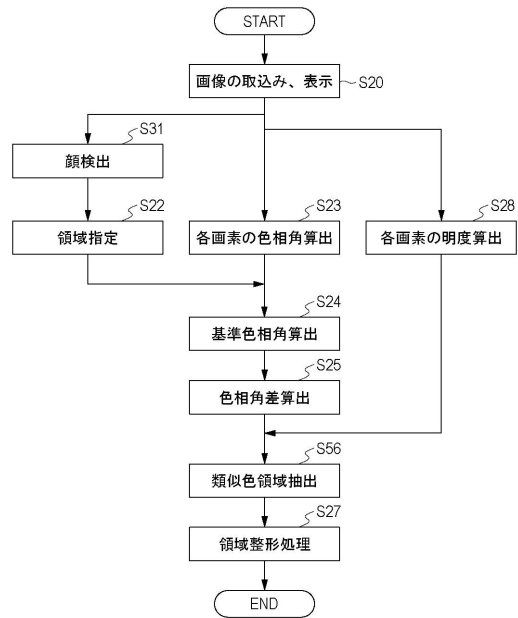 START
画像の取込み、表示
S20
S31
顔検出
S22
領域指定
S23
各画素の色相角算出
S28
各画素の明度算出
S24
基準色相角算出
S25
色相角差算出
S56
類似色領域抽出
S27
領域整形処理
END